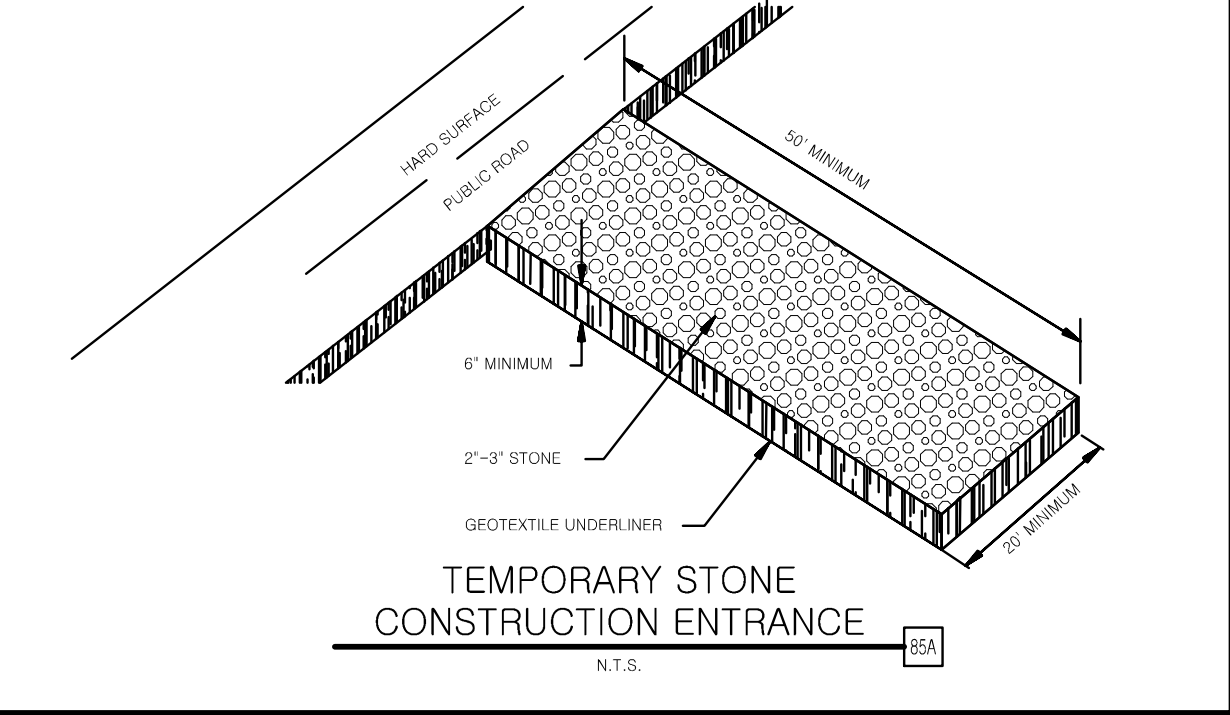 HARD SURFACE
PUBLIC ROAD
50' MINIMUM
6" MINIMUM
2"-3" STONE
GEOTEXTILE UNDERLINER
20' MINIMUM
TEMPORARY STONE
CONSTRUCTION ENTRANCE
85A
N.T.S.